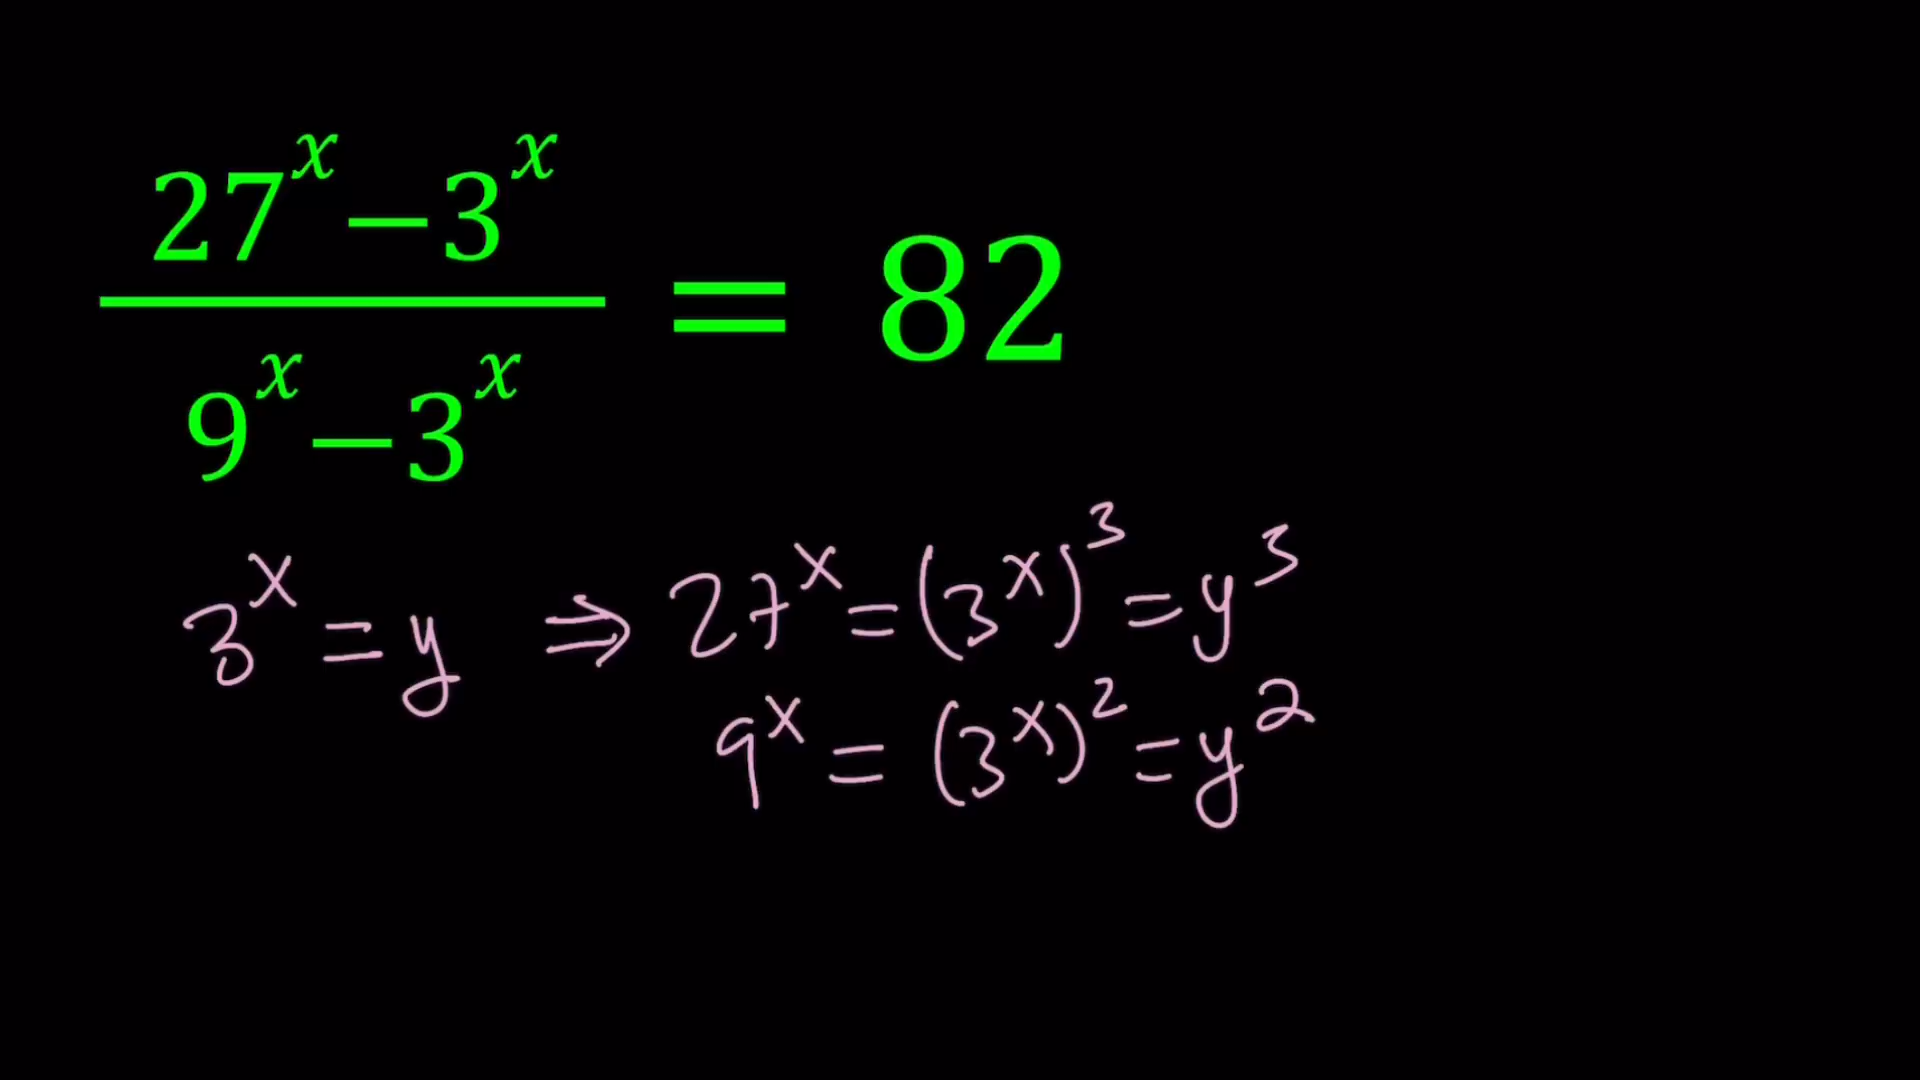 27^x − 3^x
9^x − 3^x
= 82
3^x = y ⇒ 27^x = (3^x)^3 = y^3
9^x = (3^x)^2 = y^2